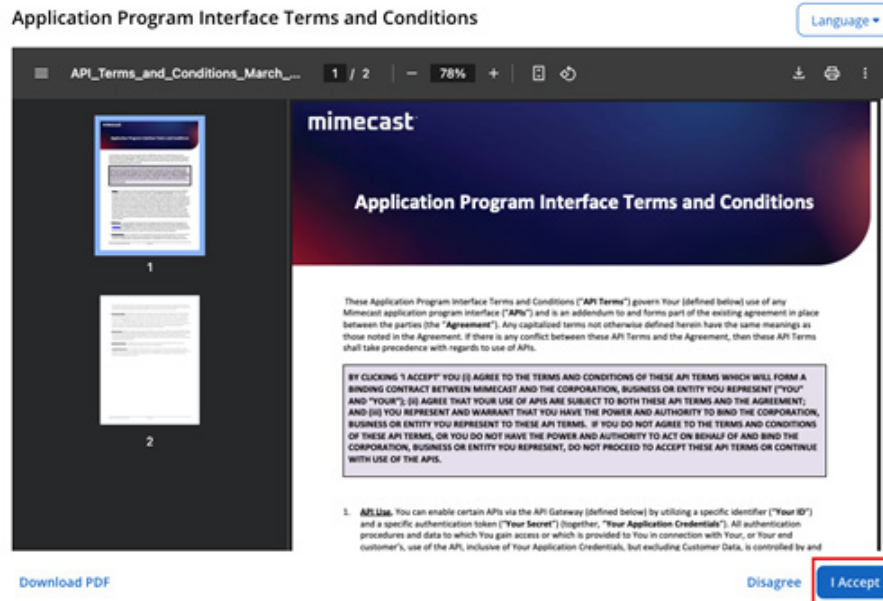 Application Program Interface Terms and Conditions
Language
API_Terms_and_Conditions_March_...
1 / 2
78%
mimecast
Application Program Interface Terms and Conditions
1
2
These Application Program Interface Terms and Conditions ("API Terms") govern Your (defined below) use of any
Mimecast application program interface ("APIs") and is an addendum to and forms part of the existing agreement in place
between the parties (the "Agreement"). Any capitalized terms not otherwise defined herein have the same meanings as
those noted in the Agreement. If there is any conflict between these API Terms and the Agreement, then these API Terms
shall take precedence with regards to use of APIs.
BY CLICKING 'I ACCEPT' YOU (i) AGREE TO THE TERMS AND CONDITIONS OF THESE API TERMS WHICH WILL FORM A
BINDING CONTRACT BETWEEN MIMECAST AND THE CORPORATION, BUSINESS OR ENTITY YOU REPRESENT ("YOU"
AND "YOUR"); (ii) AGREE THAT YOUR USE OF APIS ARE SUBJECT TO BOTH THESE API TERMS AND THE AGREEMENT;
AND (iii) YOU REPRESENT AND WARRANT THAT YOU HAVE THE POWER AND AUTHORITY TO BIND THE CORPORATION,
BUSINESS OR ENTITY YOU REPRESENT TO THESE API TERMS. IF YOU DO NOT AGREE TO THE TERMS AND CONDITIONS
OF THESE API TERMS, OR YOU DO NOT HAVE THE POWER AND AUTHORITY TO ACT ON BEHALF OF AND BIND THE
CORPORATION, BUSINESS OR ENTITY YOU REPRESENT, DO NOT PROCEED TO ACCEPT THESE API TERMS OR CONTINUE
WITH USE OF THE APIS.
1. API Use. You can enable certain APIs via the API Gateway (defined below) by utilizing a specific identifier ("Your ID")
and a specific authentication token ("Your Secret") (together, "Your Application Credentials"). All authentication
procedures and data to which You gain access or which is provided to You in connection with Your, or Your end
customer's, use of the API, inclusive of Your Application Credentials, but excluding Customer Data, is controlled by and
Download PDF
Disagree
I Accept